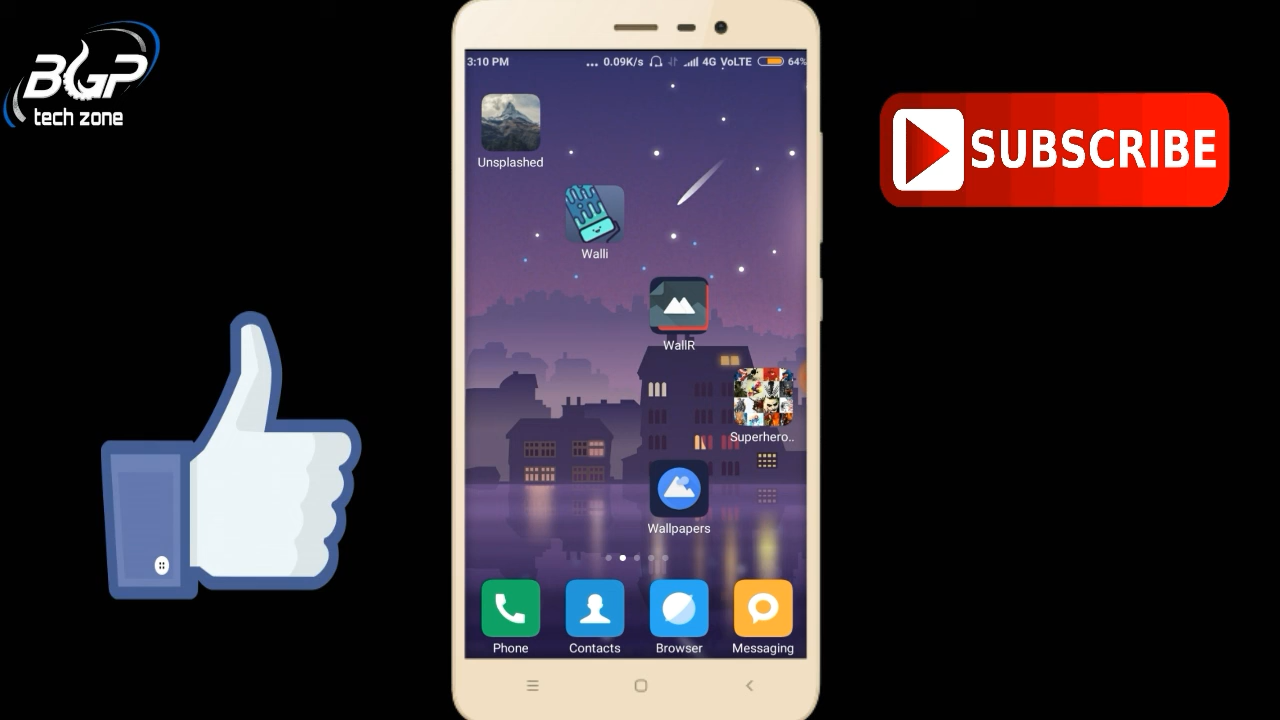 BGP
tech zone
3:10 PM ... 0.09K/s 4G VoLTE 64%
Unsplashed
Walli
WallR
Superhero..
Wallpapers
Phone Contacts Browser Messaging
SUBSCRIBE